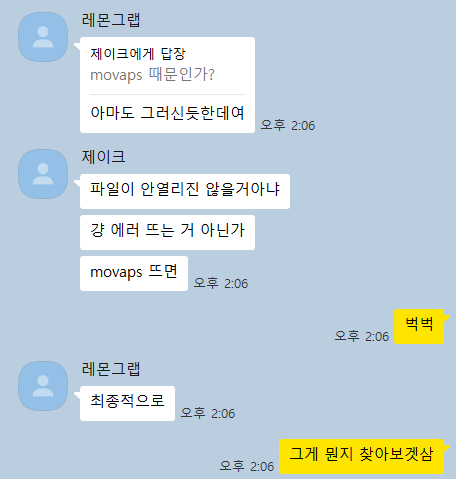 레몬그랩
제이크에게 답장
movaps 때문인가?
아마도 그러신듯한데여
오후 2:06
제이크
파일이 안열리진 않을거아냐
걍 에러 뜨는 거 아닌가
movaps 뜨면
오후 2:06
벅벅
오후 2:06
레몬그랩
최종적으로
오후 2:06
그게 뭔지 찾아보겟삼
오후 2:06